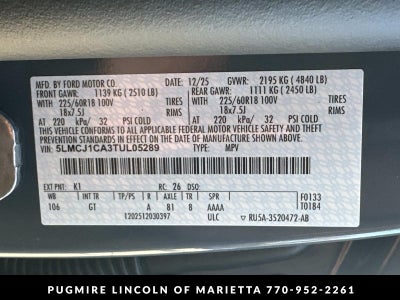 MFD. BY FORD MOTOR CO. 12/25 GVWR: 2195 KG ( 4840 LB)
FRONT GAWR: 1139 KG ( 2510 LB) REAR GAWR: 1111 KG ( 2450 LB)
225/60R18 100V TIRES 225/60R18 100V TIRES
18x7.5J RIMS 18x7.5J RIMS
AT 220 kPa/ 32 PSI COLD AT 220 kPa/ 32 PSI COLD
THIS VEHICLE CONFORMS TO ALL APPLICABLE FEDERAL MOTOR VEHICLE SAFETY AND THEFT
PREVENTION STANDARDS IN EFFECT ON THE DATE OF MANUFACTURE SHOWN ABOVE.
VIN: 5LMCJ1CA3TUL05289 TYPE: MPV
EXT PNT: K1 RC: 26 DSO:
WB INT TR TP/PS R AXLE TR SPR F0133
106 GT A 81 8 AAAA T0184
1202512030397 ULC RU5A-3520472-AB
PUGMIRE LINCOLN OF MARIETTA 770-952-2261